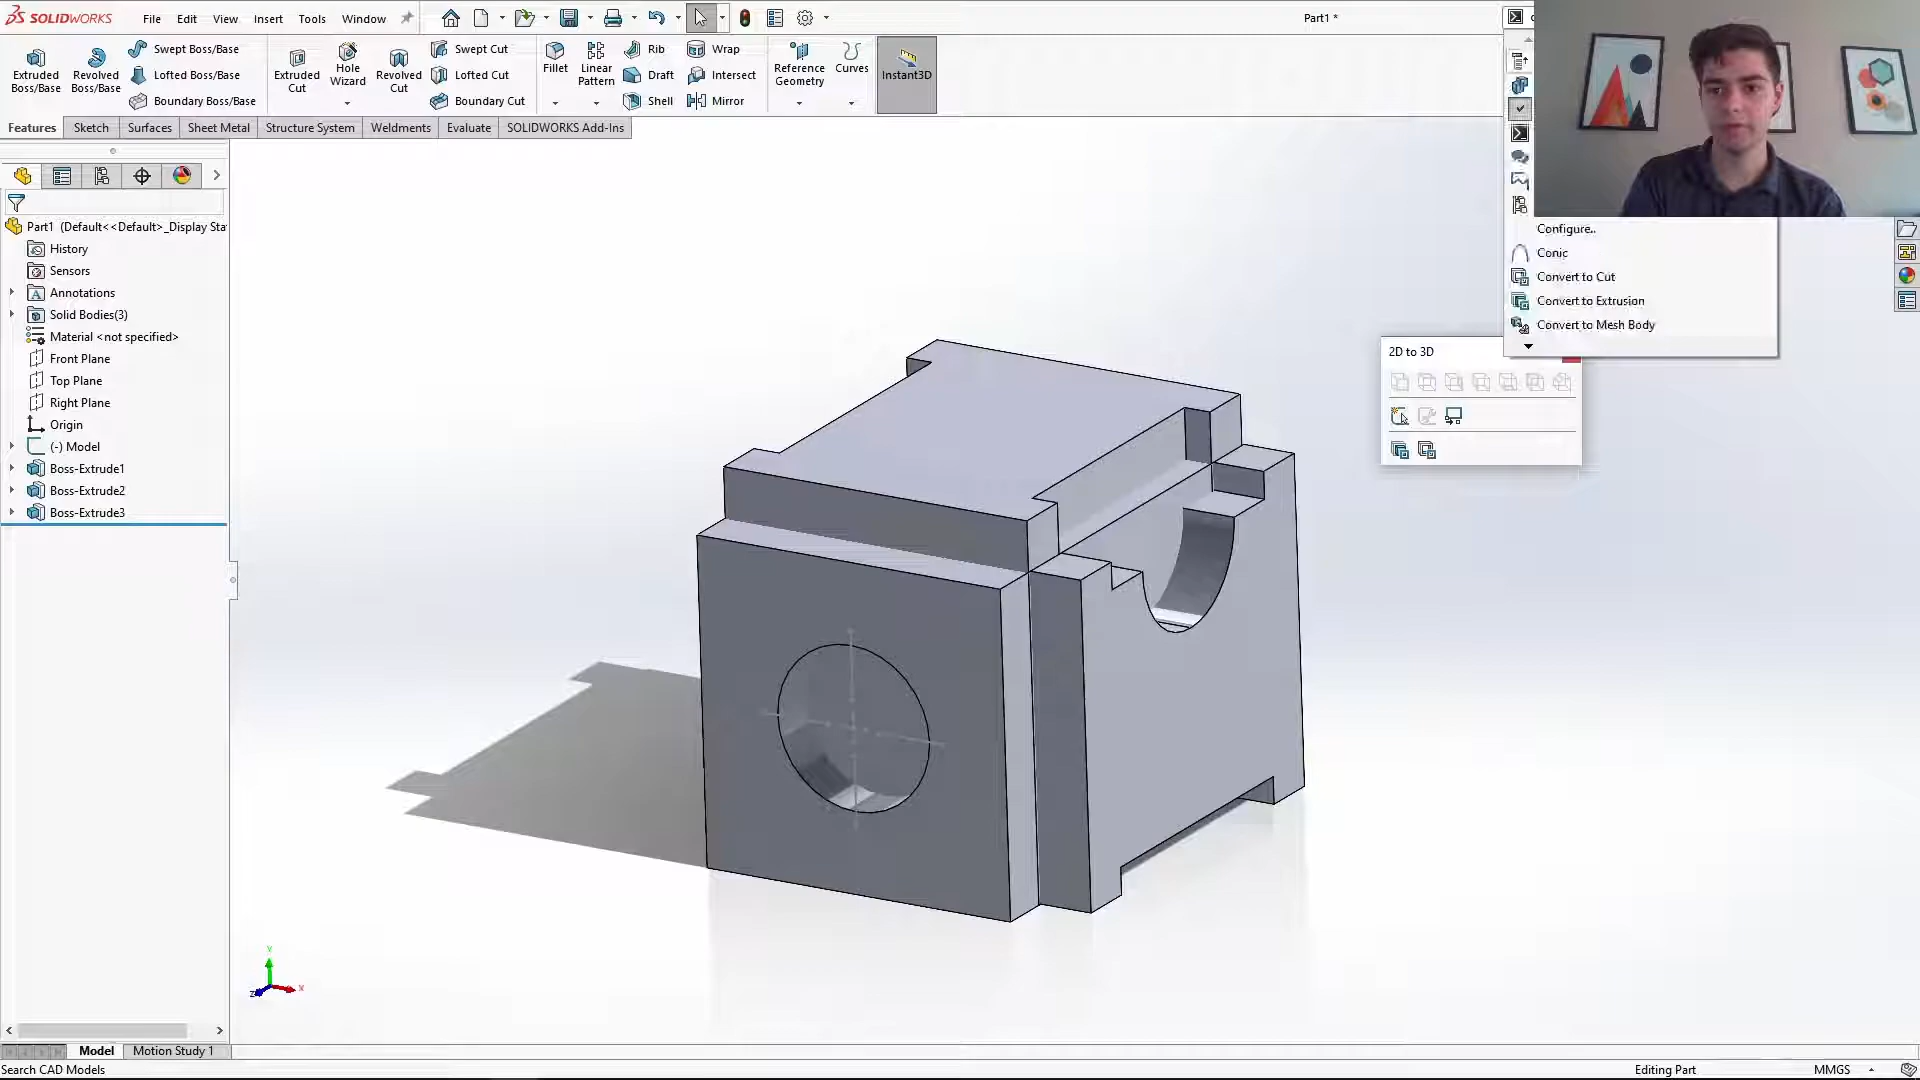 SOLIDWORKS
File Edit View Insert Tools Window
Part1 *
Extruded Boss/Base
Revolved Boss/Base
Swept Boss/Base
Lofted Boss/Base
Boundary Boss/Base
Extruded Cut
Hole Wizard
Revolved Cut
Swept Cut
Lofted Cut
Boundary Cut
Fillet
Linear Pattern
Rib
Draft
Shell
Wrap
Intersect
Mirror
Reference Geometry
Curves
Instant3D
Features Sketch Surfaces Sheet Metal Structure System Weldments Evaluate SOLIDWORKS Add-Ins
Part1 (Default<<Default>_Display Sta
History
Sensors
Annotations
Solid Bodies(3)
Material <not specified>
Front Plane
Top Plane
Right Plane
Origin
(-) Model
Boss-Extrude1
Boss-Extrude2
Boss-Extrude3
Configure..
Conic
Convert to Cut
Convert to Extrusion
Convert to Mesh Body
2D to 3D
Y
X
Z
Model Motion Study 1
Search CAD Models
Editing Part
MMGS